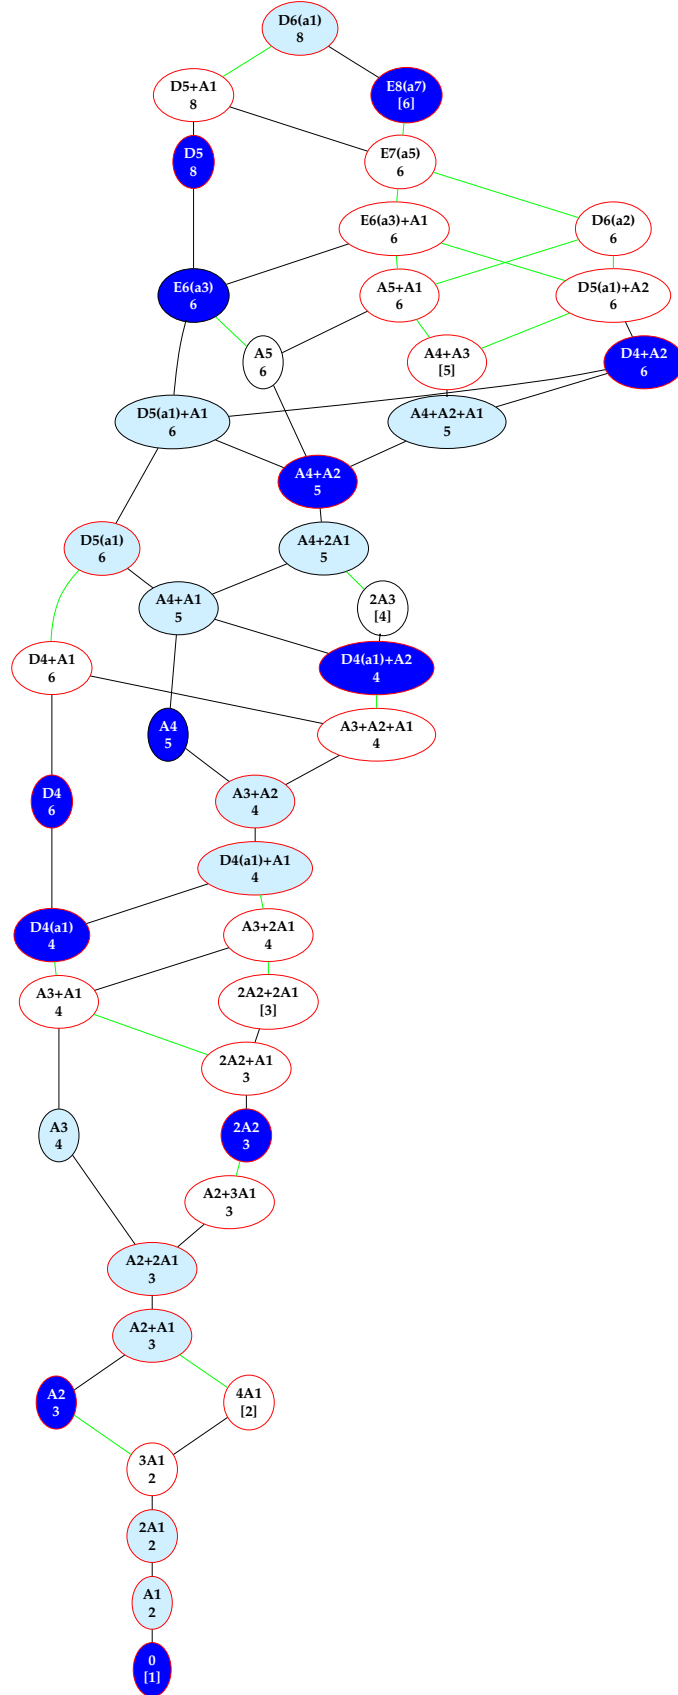 D6(a1)
8
D5+A1
8
E8(a7)
[6]
D5
8
E7(a5)
6
E6(a3)+A1
6
D6(a2)
6
E6(a3)
6
A5+A1
6
D5(a1)+A2
6
A5
6
A4+A3
[5]
D4+A2
6
D5(a1)+A1
6
A4+A2+A1
5
A4+A2
5
D5(a1)
6
A4+2A1
5
A4+A1
5
2A3
[4]
D4+A1
6
D4(a1)+A2
4
A4
5
A3+A2+A1
4
D4
6
A3+A2
4
D4(a1)+A1
4
D4(a1)
4
A3+2A1
4
A3+A1
4
2A2+2A1
[3]
2A2+A1
3
A3
4
2A2
3
A2+3A1
3
A2+2A1
3
A2+A1
3
A2
3
4A1
[2]
3A1
2
2A1
2
A1
2
0
[1]